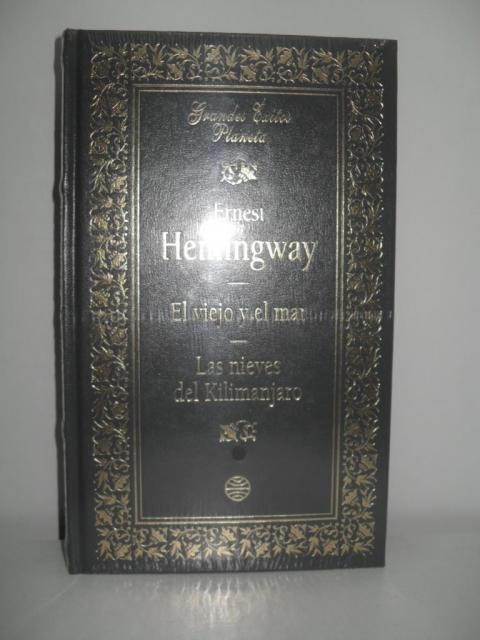 Grandes Éxitos
Planeta
Ernest
Hemingway
El viejo y el mar
Las nieves
del Kilimanjaro